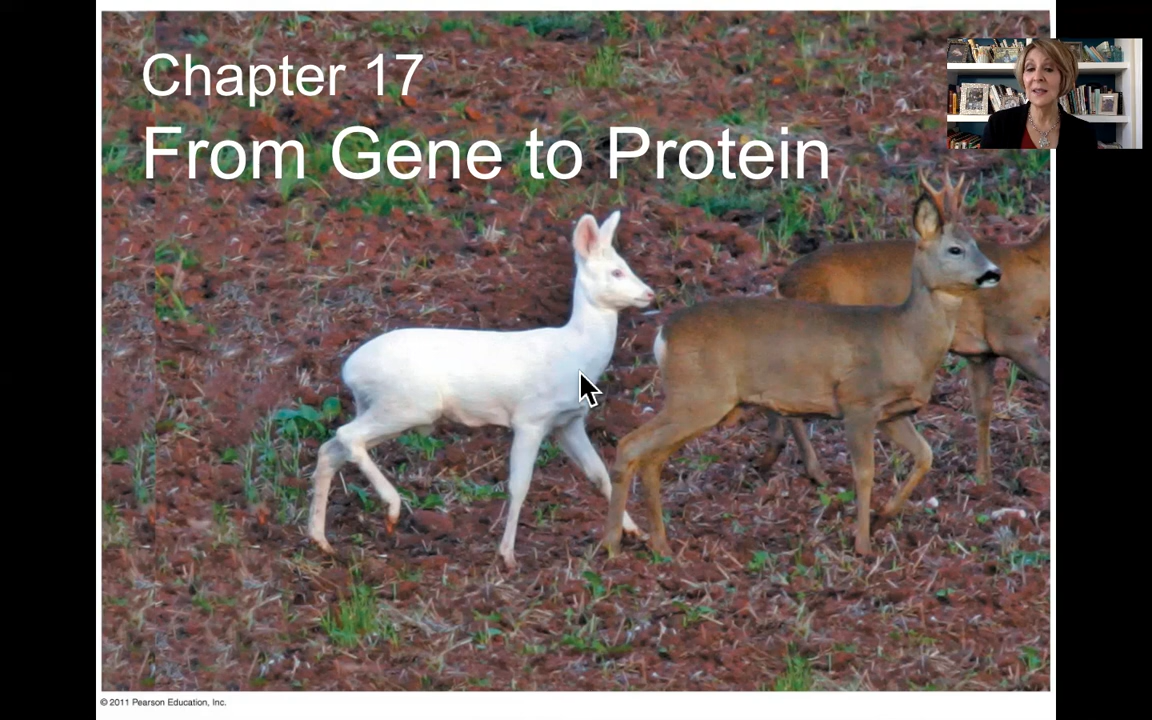 Chapter 17
From Gene to Protein
© 2011 Pearson Education, Inc.